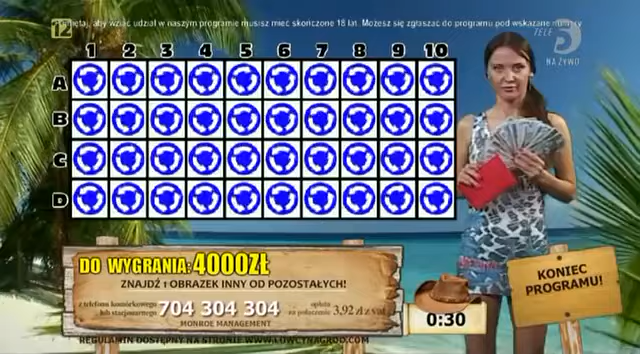 12
Pamiętaj, aby wziąć udział w naszym programie musisz mieć skończone 18 lat. Możesz się zgłaszać do programu pod wskazane numery
TELE 5
NA ŻYWO
1 2 3 4 5 6 7 8 9 10
A
B
C
D
DO WYGRANIA: 4000ZŁ
ZNAJDŹ 1 OBRAZEK INNY OD POZOSTAŁYCH!
z telefonu komórkowego
lub stacjonarnego
704 304 304
opłata
za połączenie 3,92 zł z vat
MONROE MANAGEMENT
REGULAMIN DOSTĘPNY NA STRONIE WWW.LOWCYNAGROD.COM
0:30
KONIEC
PROGRAMU!